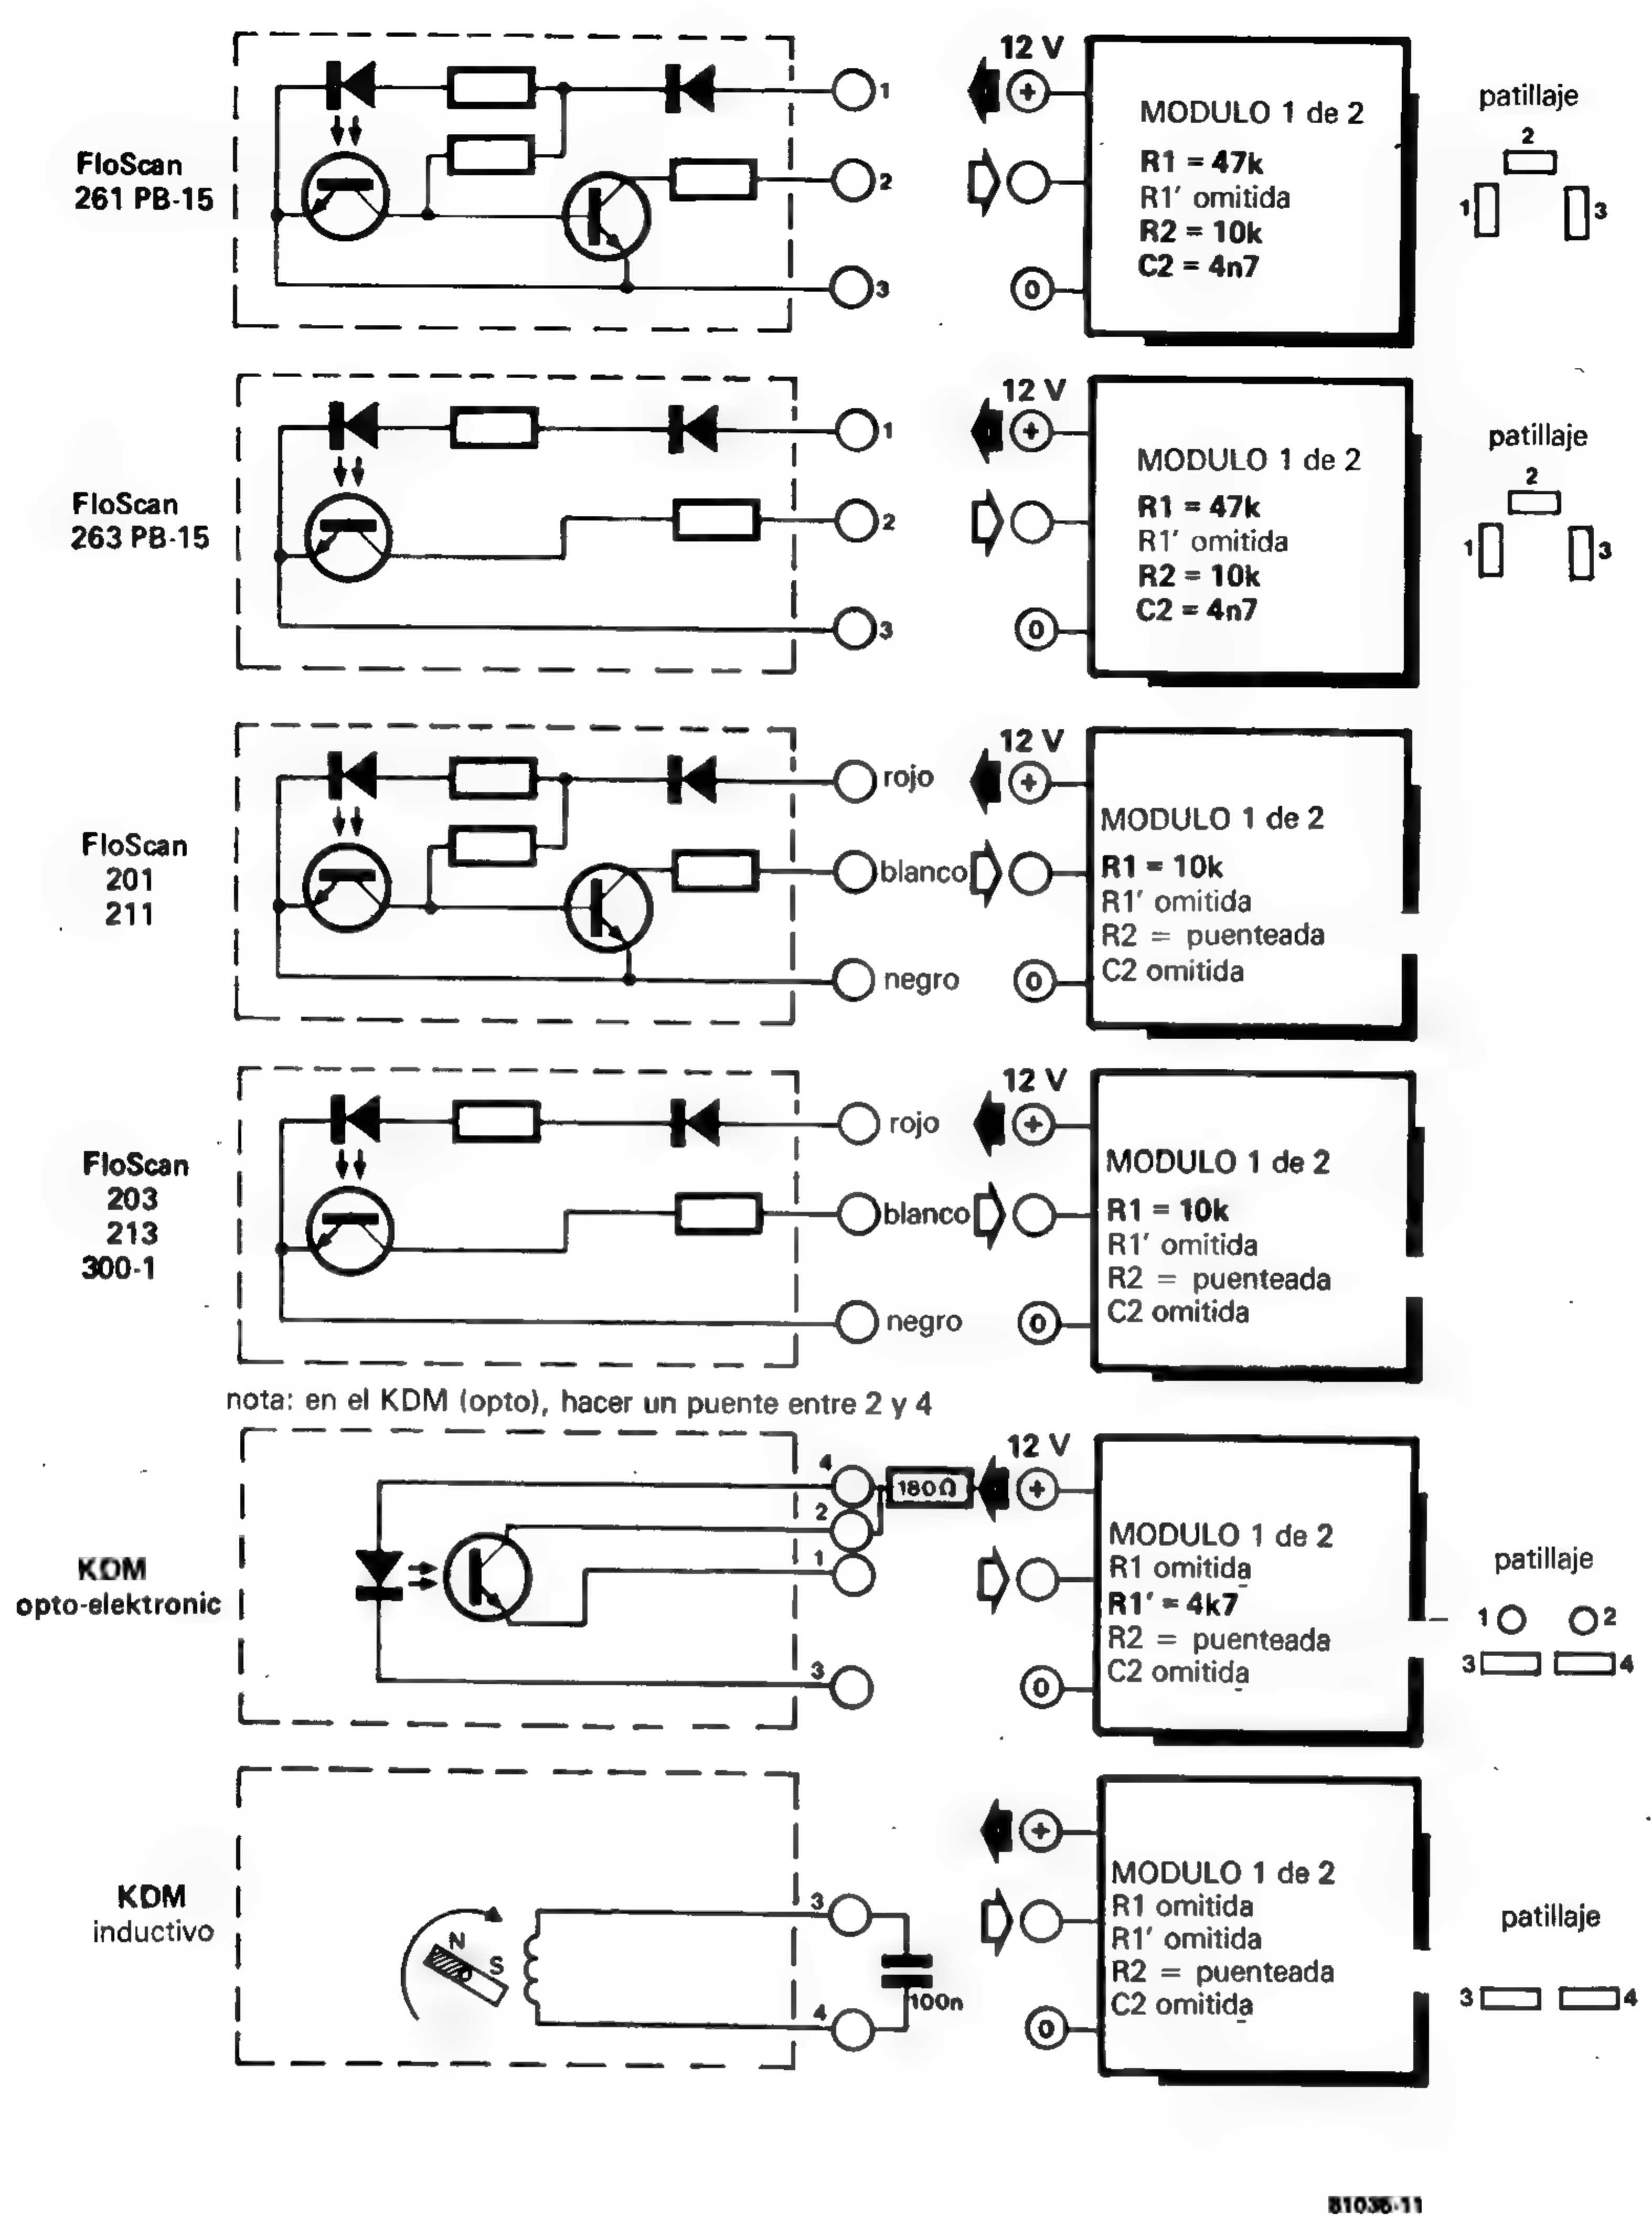 FloScan
261 PB-15
1
2
3
12 V
+
0
MODULO 1 de 2
R1 = 47k
R1' omitida
R2 = 10k
C2 = 4n7
patillaje
2
1
3
FloScan
263 PB-15
1
2
3
12 V
+
0
MODULO 1 de 2
R1 = 47k
R1' omitida
R2 = 10k
C2 = 4n7
patillaje
2
1
3
FloScan
201
211
rojo
blanco
negro
12 V
+
0
MODULO 1 de 2
R1 = 10k
R1' omitida
R2 = puenteada
C2 omitida
FloScan
203
213
300-1
rojo
blanco
negro
12 V
+
0
MODULO 1 de 2
R1 = 10k
R1' omitida
R2 = puenteada
C2 omitida
nota: en el KDM (opto), hacer un puente entre 2 y 4
KDM
opto-elektronic
4
2
1
3
180Ω
12 V
+
0
MODULO 1 de 2
R1 omitida
R1' = 4k7
R2 = puenteada
C2 omitida
patillaje
1 2
3 4
KDM
inductivo
N
S
3
4
100n
+
0
MODULO 1 de 2
R1 omitida
R1' omitida
R2 = puenteada
C2 omitida
patillaje
3 4
81036-11